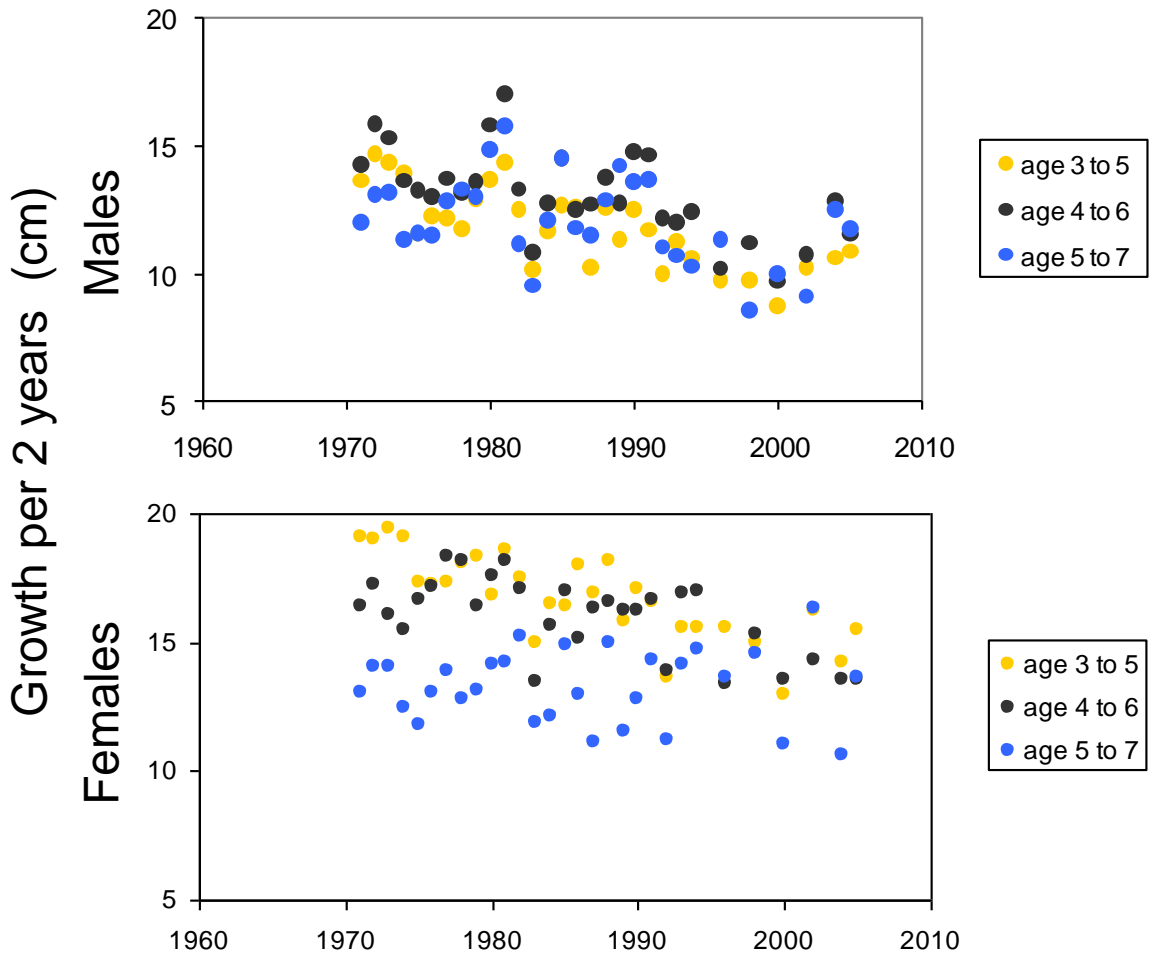 Growth per 2 years (cm)
Males
20
15
10
5
1960 1970 1980 1990 2000 2010
age 3 to 5
age 4 to 6
age 5 to 7
Females
20
15
10
5
1960 1970 1980 1990 2000 2010
age 3 to 5
age 4 to 6
age 5 to 7